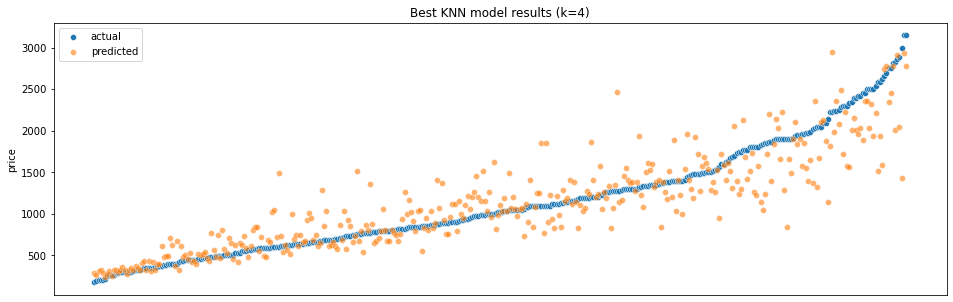 Best KNN model results (k=4)
actual
predicted
price
3000
2500
2000
1500
1000
500